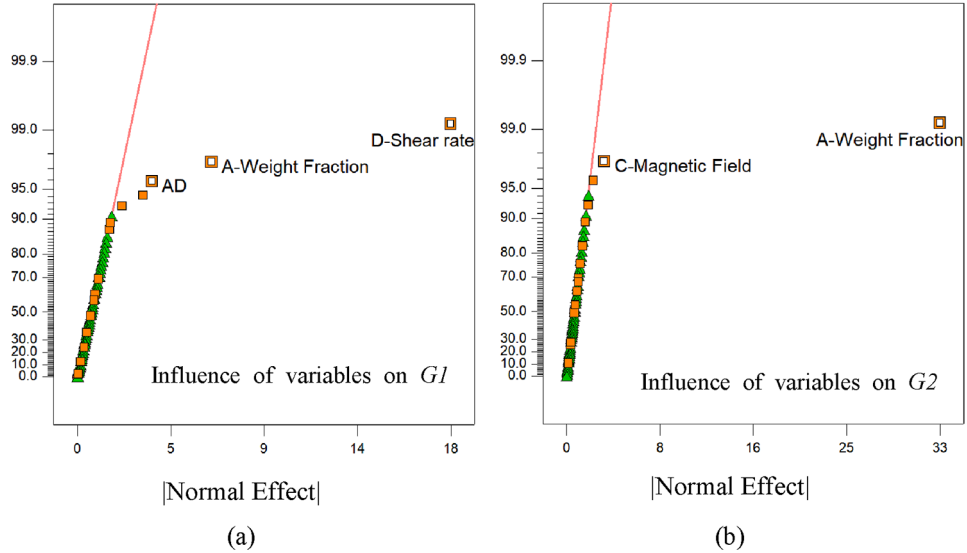 99.9
99.0
D-Shear rate
A-Weight Fraction
95.0
AD
90.0
80.0
70.0
50.0
30.0
20.0
10.0
0.0
Influence of variables on G1
0 5 9 14 18
|Normal Effect|
(a)
99.9
99.0
A-Weight Fraction
C-Magnetic Field
95.0
90.0
80.0
70.0
50.0
30.0
20.0
10.0
0.0
Influence of variables on G2
0 8 16 25 33
|Normal Effect|
(b)